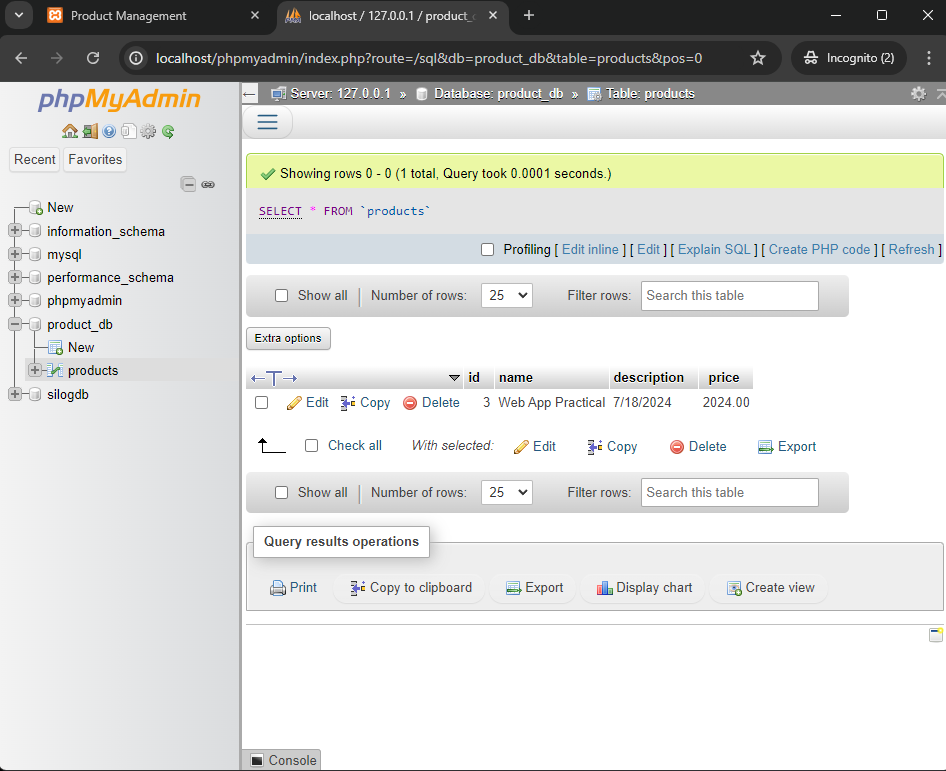 Product Management
localhost / 127.0.0.1 / product_
localhost/phpmyadmin/index.php?route=/sql&db=product_db&table=products&pos=0
Incognito (2)
phpMyAdmin
Recent
Favorites
New
information_schema
mysql
performance_schema
phpmyadmin
product_db
New
products
silogdb
Server: 127.0.0.1 » Database: product_db » Table: products
Showing rows 0 - 0 (1 total, Query took 0.0001 seconds.)
SELECT * FROM `products`
Profiling [ Edit inline ] [ Edit ] [ Explain SQL ] [ Create PHP code ] [ Refresh ]
Show all | Number of rows: 25 Filter rows: Search this table
Extra options
id name description price
Edit Copy Delete 3 Web App Practical 7/18/2024 2024.00
Check all With selected: Edit Copy Delete Export
Show all | Number of rows: 25 Filter rows: Search this table
Query results operations
Print Copy to clipboard Export Display chart Create view
Console